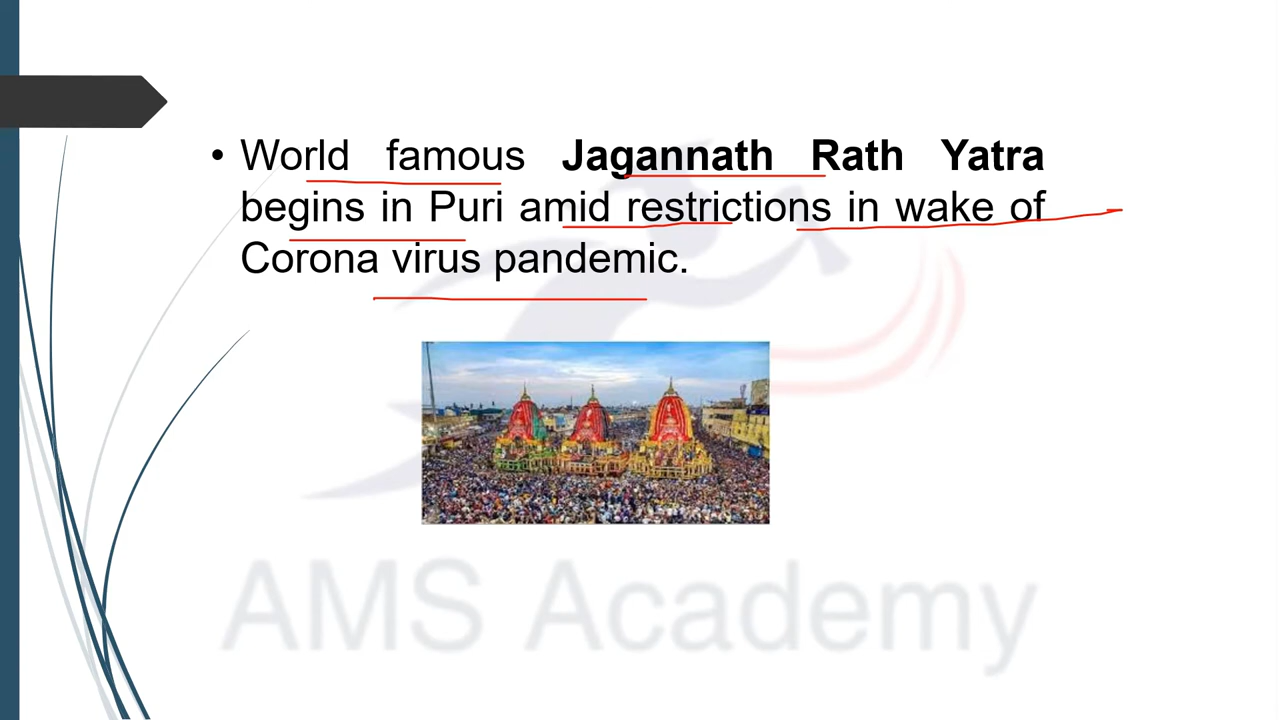 • World famous Jagannath Rath Yatra
begins in Puri amid restrictions in wake of
Corona virus pandemic.
AMS Academy